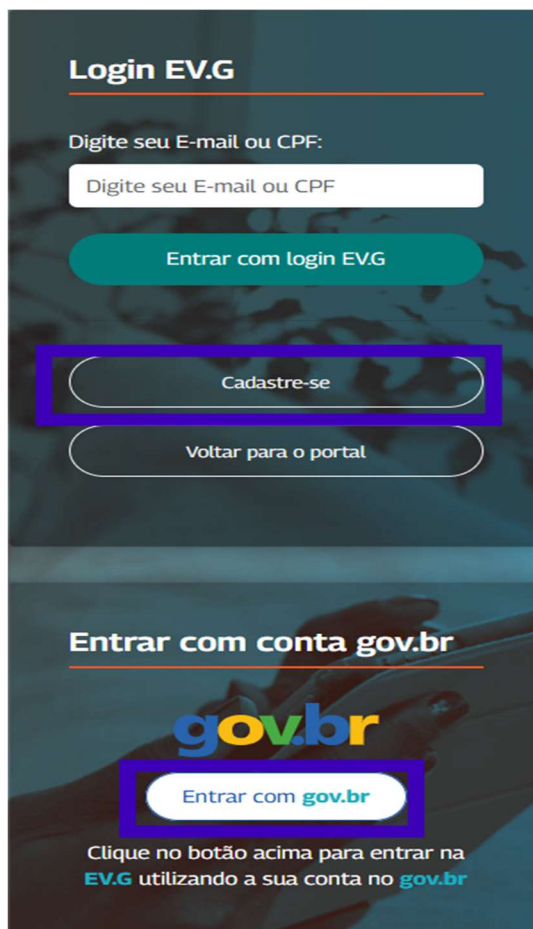 Login EV.G
Digite seu E-mail ou CPF:
Digite seu E-mail ou CPF
Entrar com login EV.G
Cadastre-se
Voltar para o portal
Entrar com conta gov.br
gov.br
Entrar com gov.br
Clique no botão acima para entrar na
EV.G utilizando a sua conta no gov.br